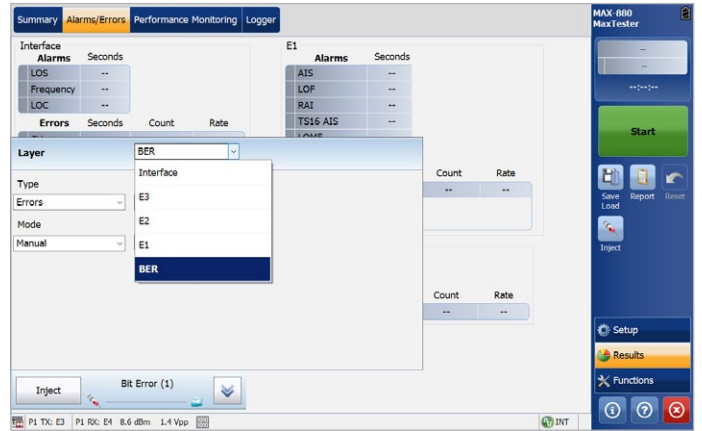 Summary Alarms/Errors Performance Monitoring Logger
MAX-880
MaxTester
Interface
Alarms Seconds
LOS --
Frequency --
LOC --
Errors Seconds Count Rate
E1
Alarms Seconds
AIS --
LOF --
RAI --
TS16 AIS --
Count Rate
-- --
Count Rate
-- --
Layer BER
Interface
E3
E2
E1
BER
Type
Errors
Mode
Manual
Inject Bit Error (1)
P1 TX: E3 P1 RX: E4 8.6 dBm 1.4 Vpp INT
--
--
--:--:--
Start
Save
Load
Report
Reset
Inject
Setup
Results
Functions